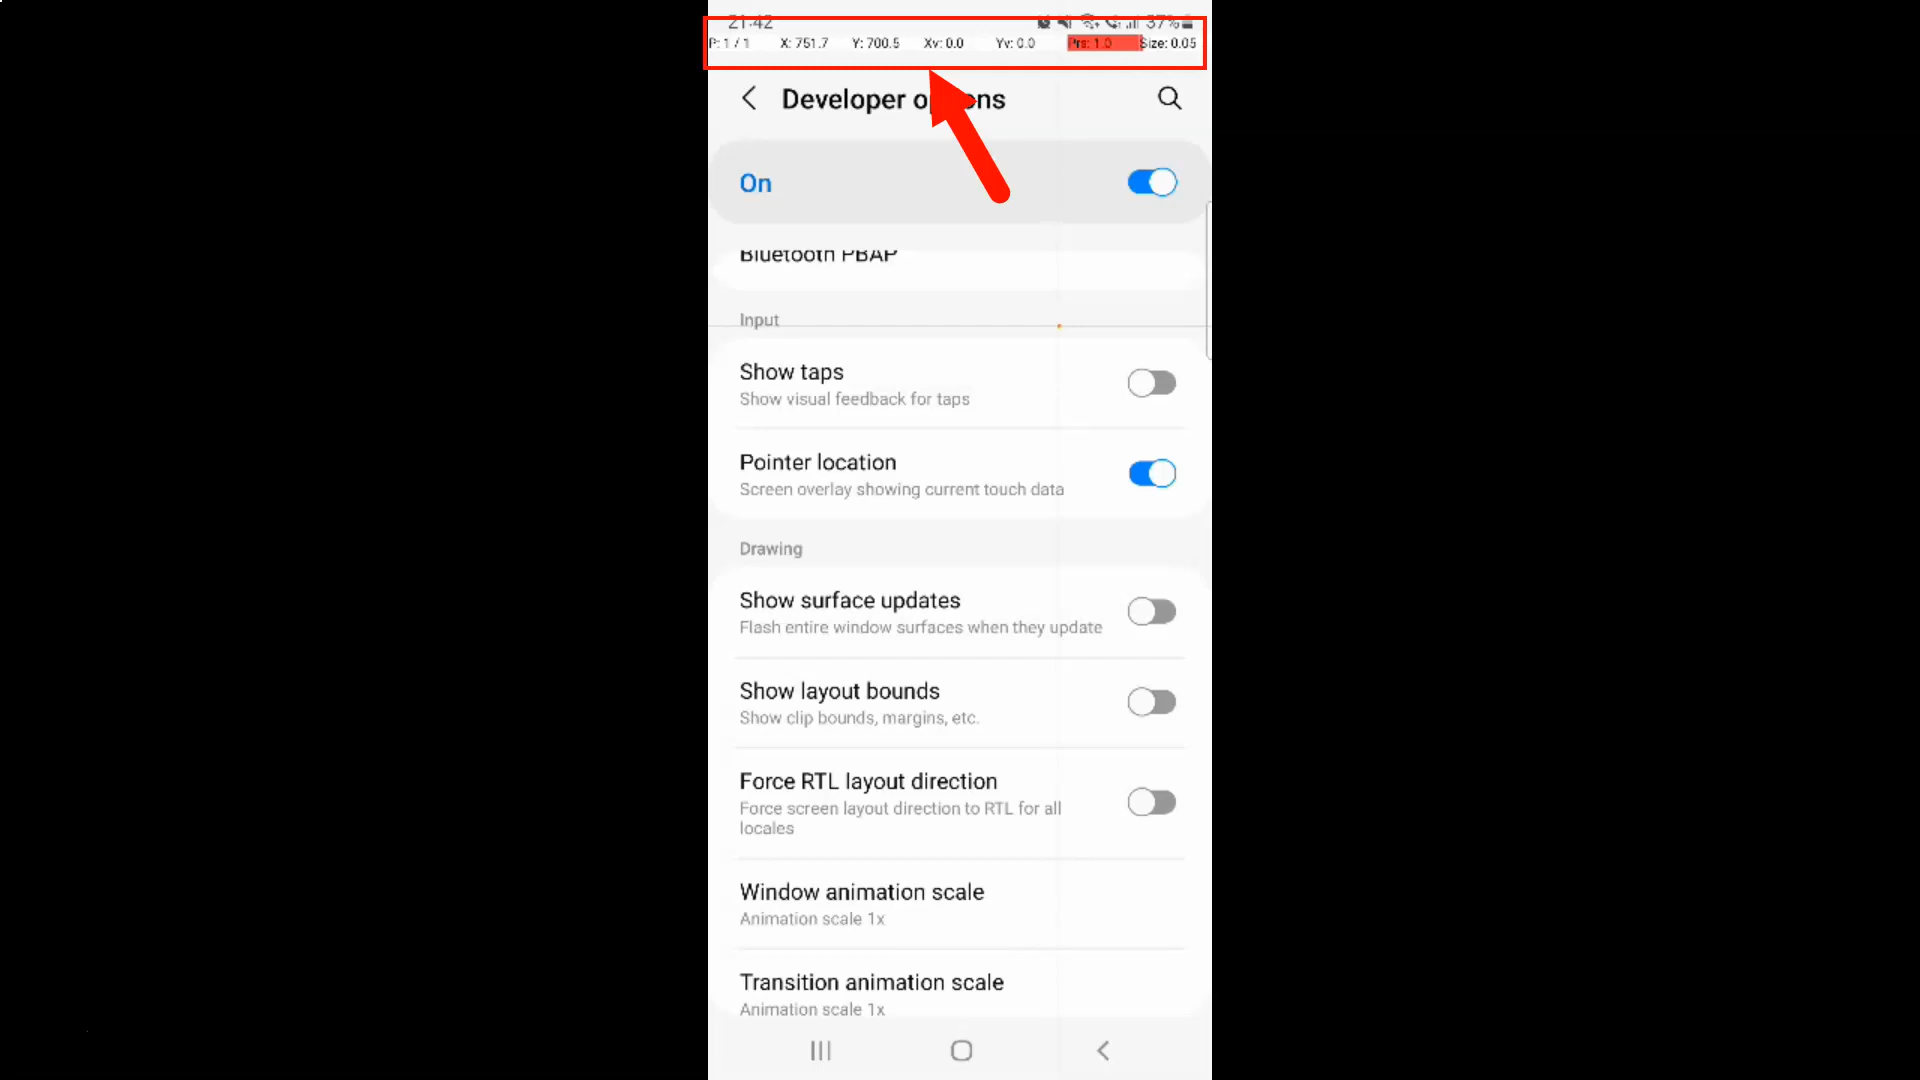 21:42 37%
P: 1 / 1 X: 751.7 Y: 700.5 Xv: 0.0 Yv: 0.0 Prs: 1.0 Size: 0.05
Developer ons
On
Bluetooth PBAP
Input
Show taps
Show visual feedback for taps
Pointer location
Screen overlay showing current touch data
Drawing
Show surface updates
Flash entire window surfaces when they update
Show layout bounds
Show clip bounds, margins, etc.
Force RTL layout direction
Force screen layout direction to RTL for all
locales
Window animation scale
Animation scale 1x
Transition animation scale
Animation scale 1x